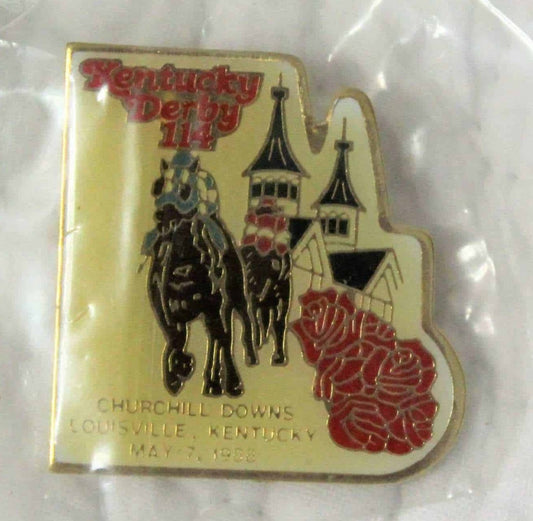 Kentucky
Derby
114
CHURCHILL DOWNS
LOUISVILLE, KENTUCKY
MAY 7, 1988